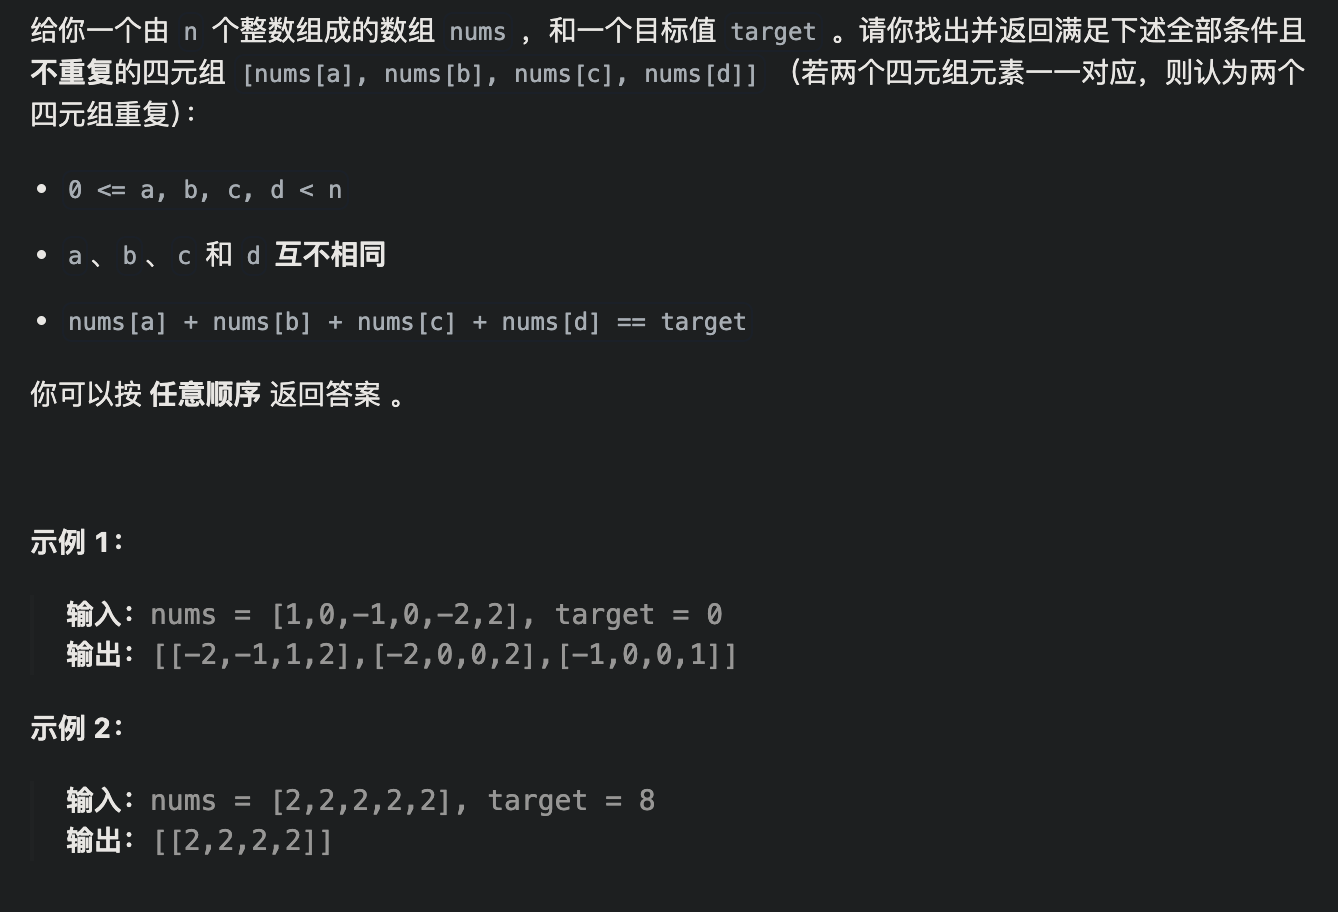 给你一个由 n 个整数组成的数组 nums ，和一个目标值 target 。请你找出并返回满足下述全部条件且
不重复的四元组 [nums[a], nums[b], nums[c], nums[d]] （若两个四元组元素一一对应，则认为两个
四元组重复）：
• 0 <= a, b, c, d < n
• a 、 b 、 c 和 d 互不相同
• nums[a] + nums[b] + nums[c] + nums[d] == target
你可以按 任意顺序 返回答案 。
示例 1：
输入：nums = [1,0,-1,0,-2,2], target = 0
输出：[[-2,-1,1,2],[-2,0,0,2],[-1,0,0,1]]
示例 2：
输入：nums = [2,2,2,2,2], target = 8
输出：[[2,2,2,2]]